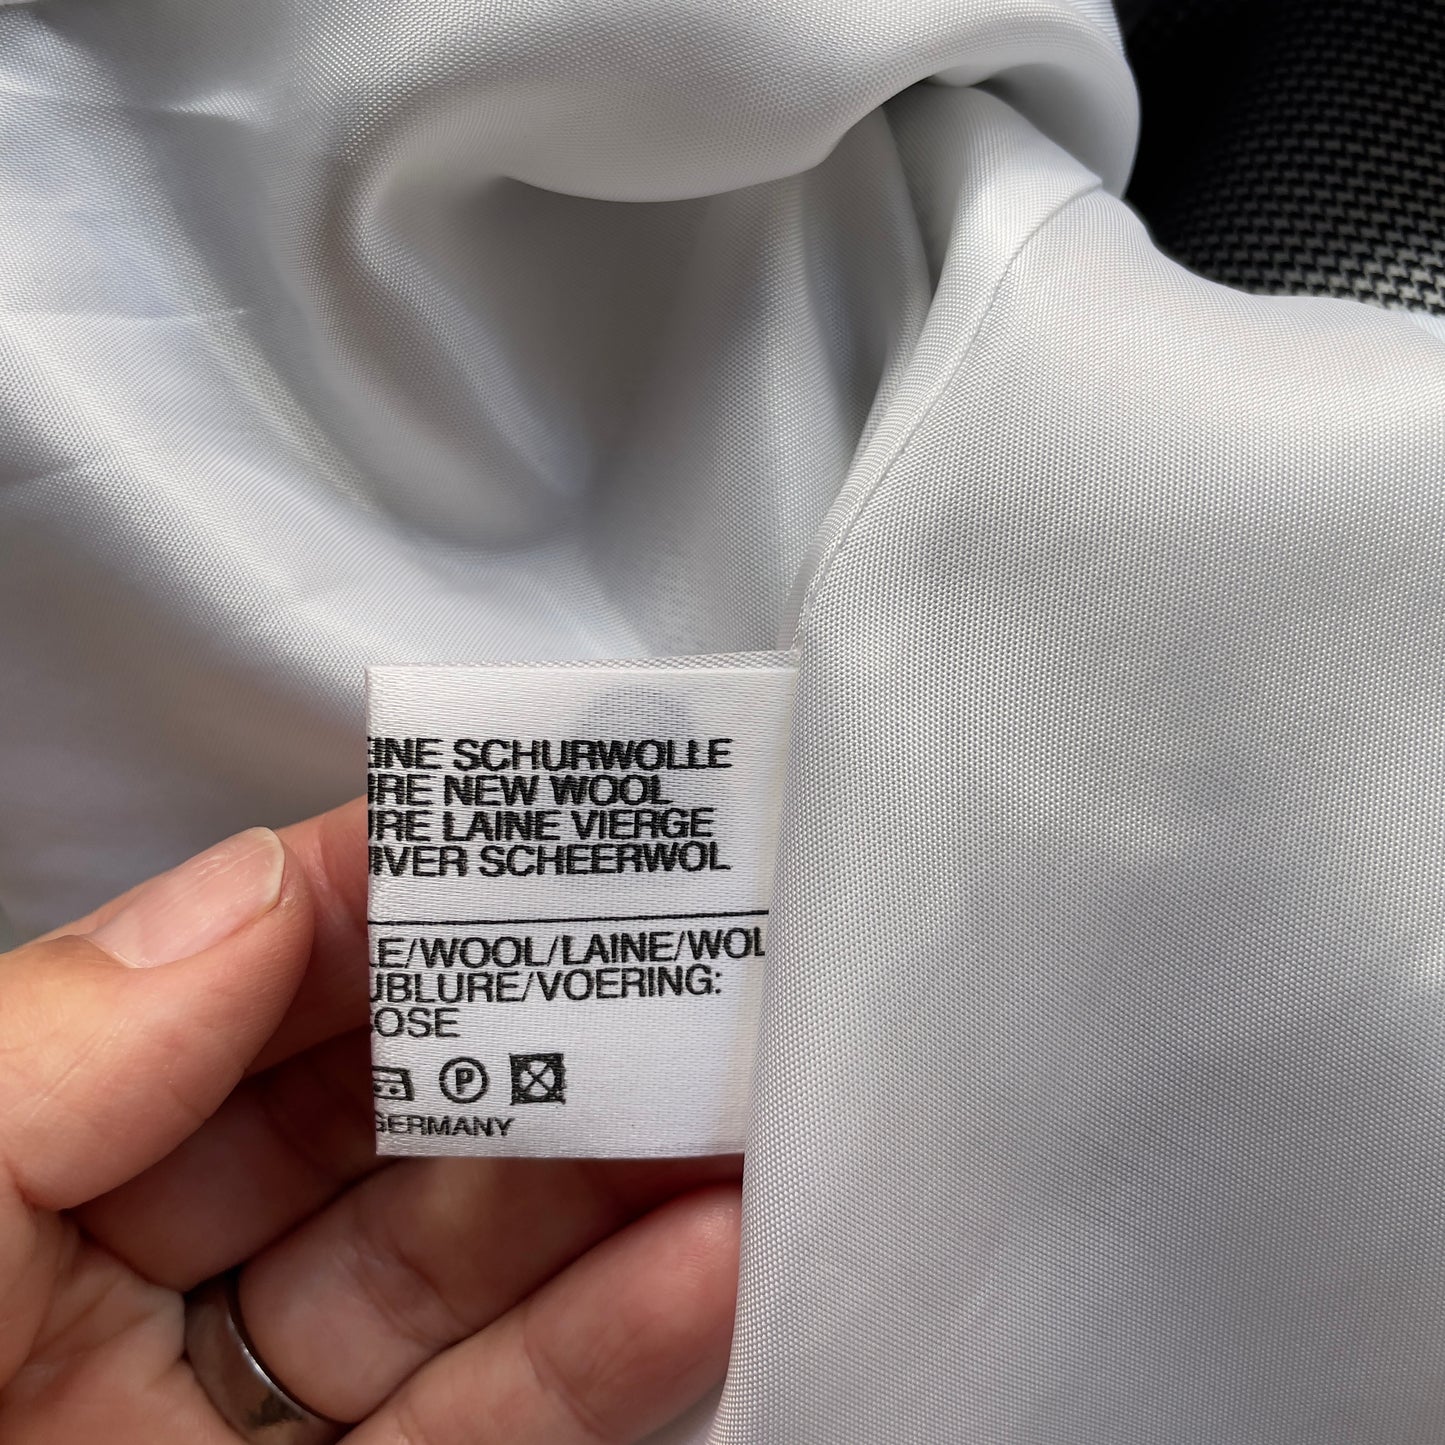 EINE SCHURWOLLE
URE NEW WOOL
URE LAINE VIERGE
UIVER SCHEERWOL
LE/WOOL/LAINE/WOL
UBLURE/VOERING:
OSE
P
GERMANY